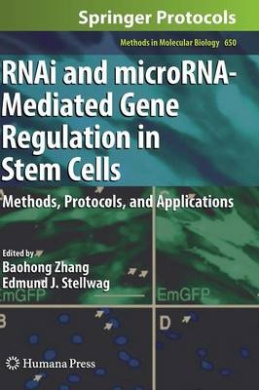 Springer Protocols
Methods in Molecular Biology 650
RNAi and microRNA-
Mediated Gene
Regulation in
Stem Cells
Methods, Protocols, and Applications
C
Edited by
Baohong Zhang
Edmund J. Stellwag
EmGFP
EmGFP
B
D
Humana Press